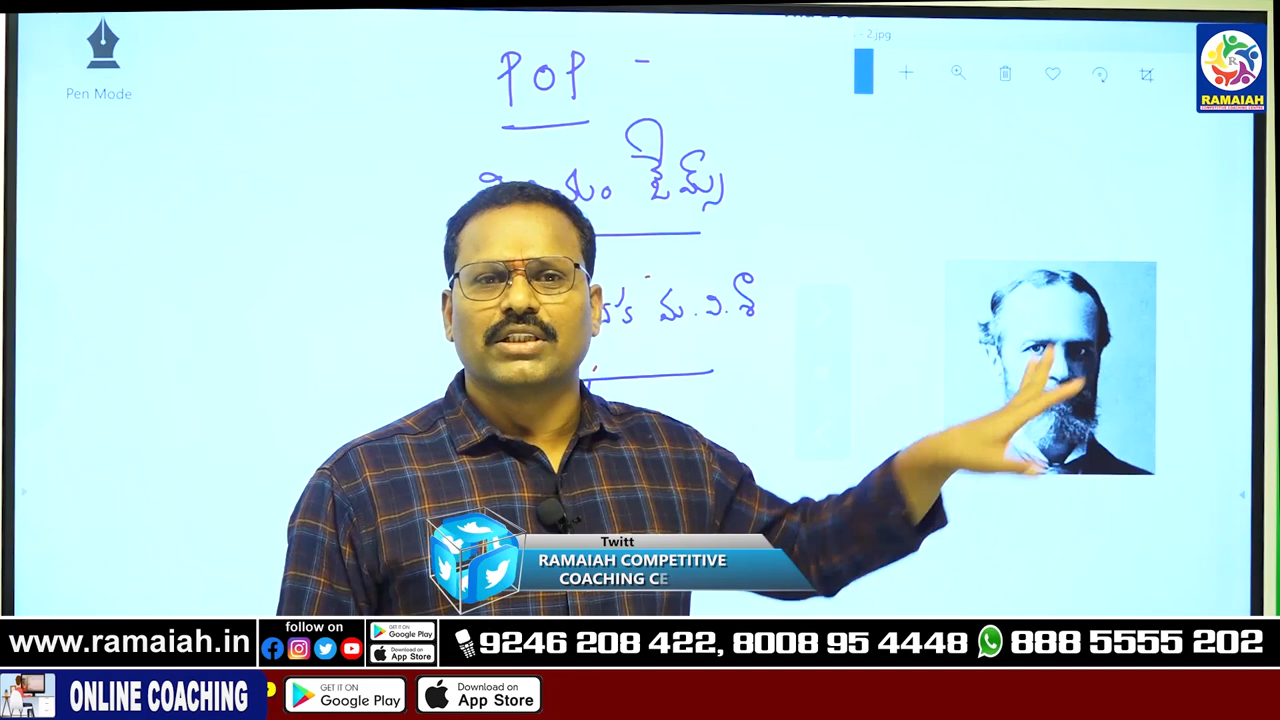 - 2.jpg
Pen Mode
POP -
RAMAIAH
జేమ్స్
మ.వి.శా
Twitt
RAMAIAH COMPETITIVE
COACHING CE
www.ramaiah.in
follow on
GET IT ON
Google Play
Download on
App Store
9246 208 422, 8008 95 4448
888 5555 202
ONLINE COACHING
GET IT ON
Google Play
Download on
App Store